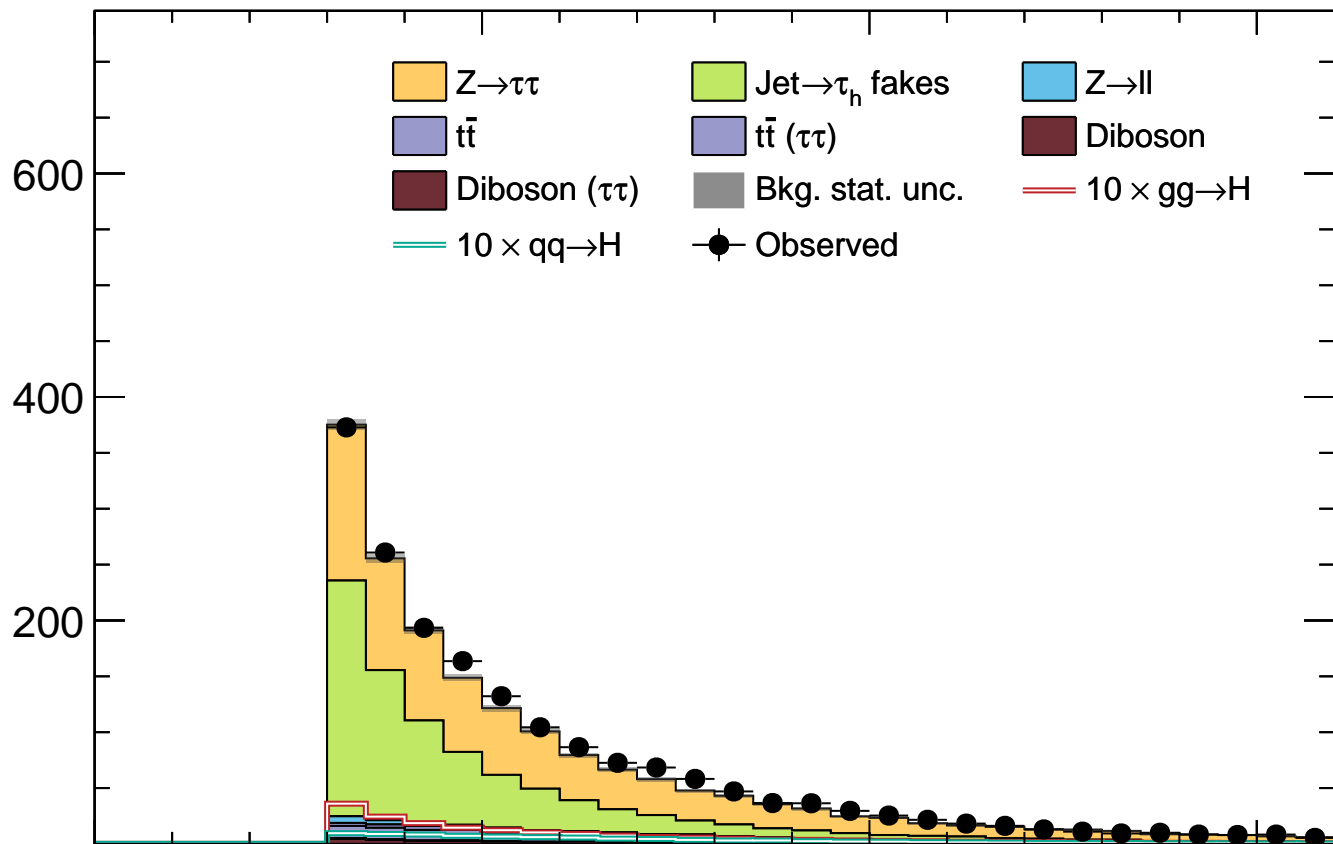 Z→ττ Jet→τh fakes Z→ll
tt̄ tt̄ (ττ) Diboson
600
Diboson (ττ) Bkg. stat. unc. 10 × gg→H
10 × qq→H Observed
400
200